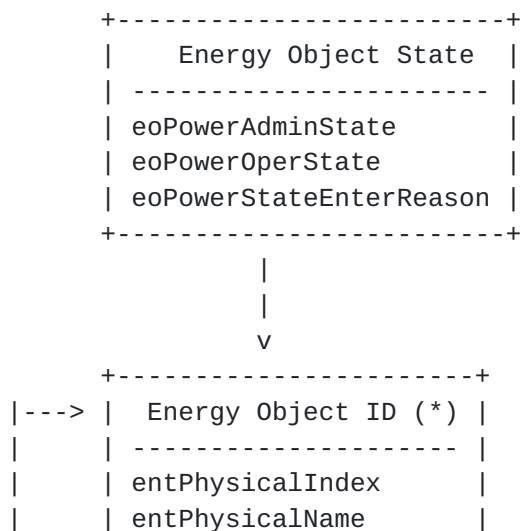 +--------------------------+
|    Energy Object State   |
| ------------------------ |
| eoPowerAdminState        |
| eoPowerOperState         |
| eoPowerStateEnterReason  |
+--------------------------+
|
|
v
+-----------------------+
|---> |  Energy Object ID (*) |
|     | --------------------- |
|     | entPhysicalIndex      |
|     | entPhysicalName       |